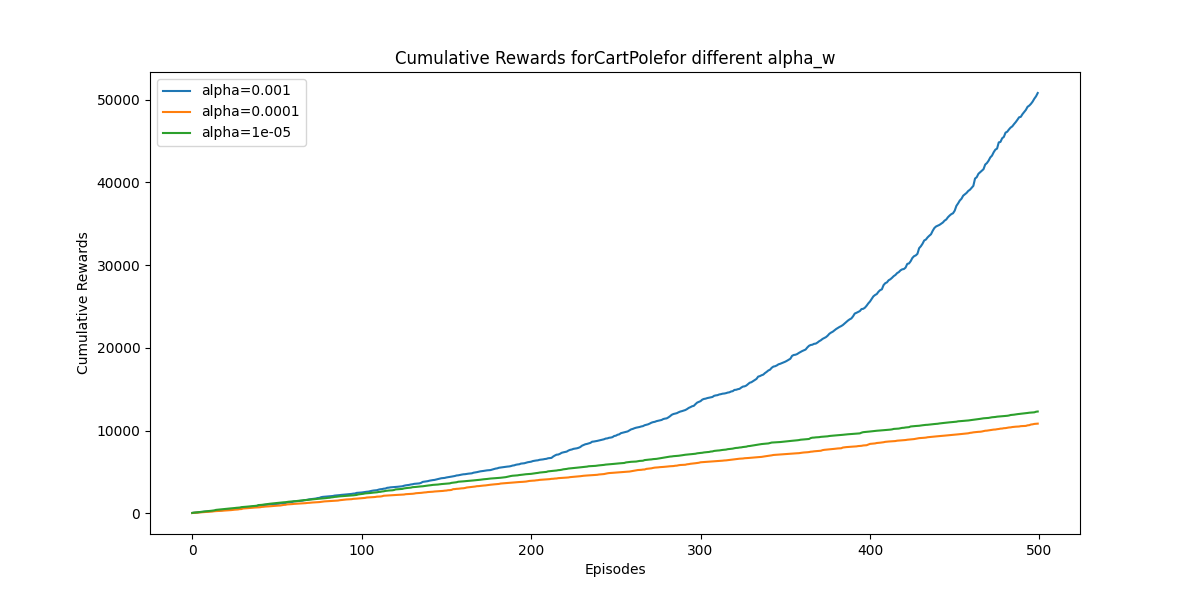 Cumulative Rewards forCartPolefor different alpha_w
alpha=0.001
alpha=0.0001
alpha=1e-05
50000
40000
30000
20000
10000
0
Cumulative Rewards
0 100 200 300 400 500
Episodes